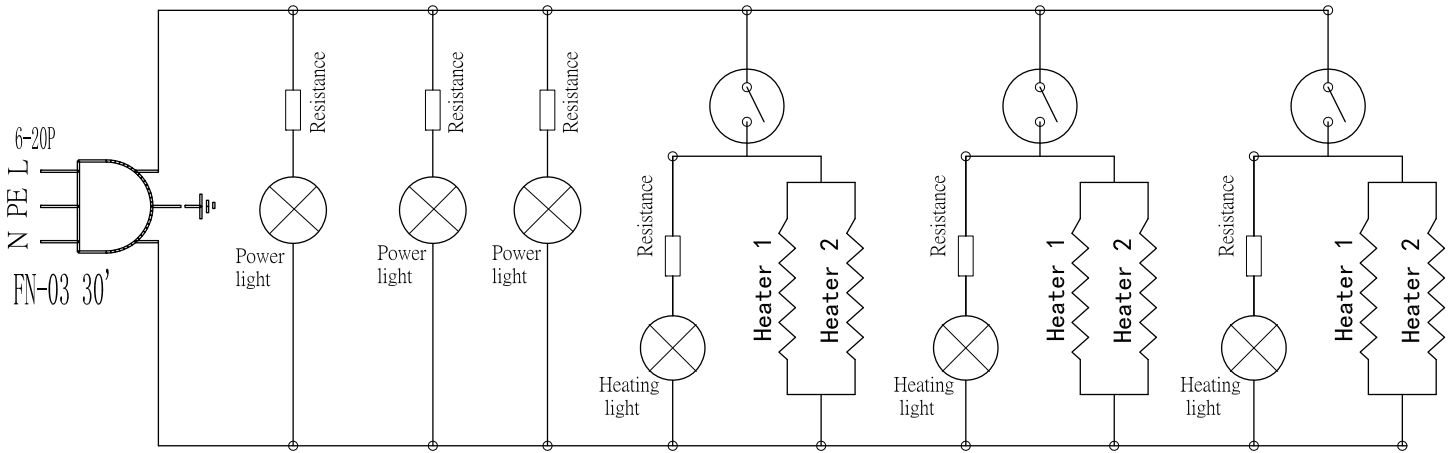 6-20P
N PE L
FN-03 30'
Resistance
Power
light
Resistance
Power
light
Resistance
Power
light
Resistance
Heating
light
Heater 1
Heater 2
Resistance
Heating
light
Heater 1
Heater 2
Resistance
Heating
light
Heater 1
Heater 2